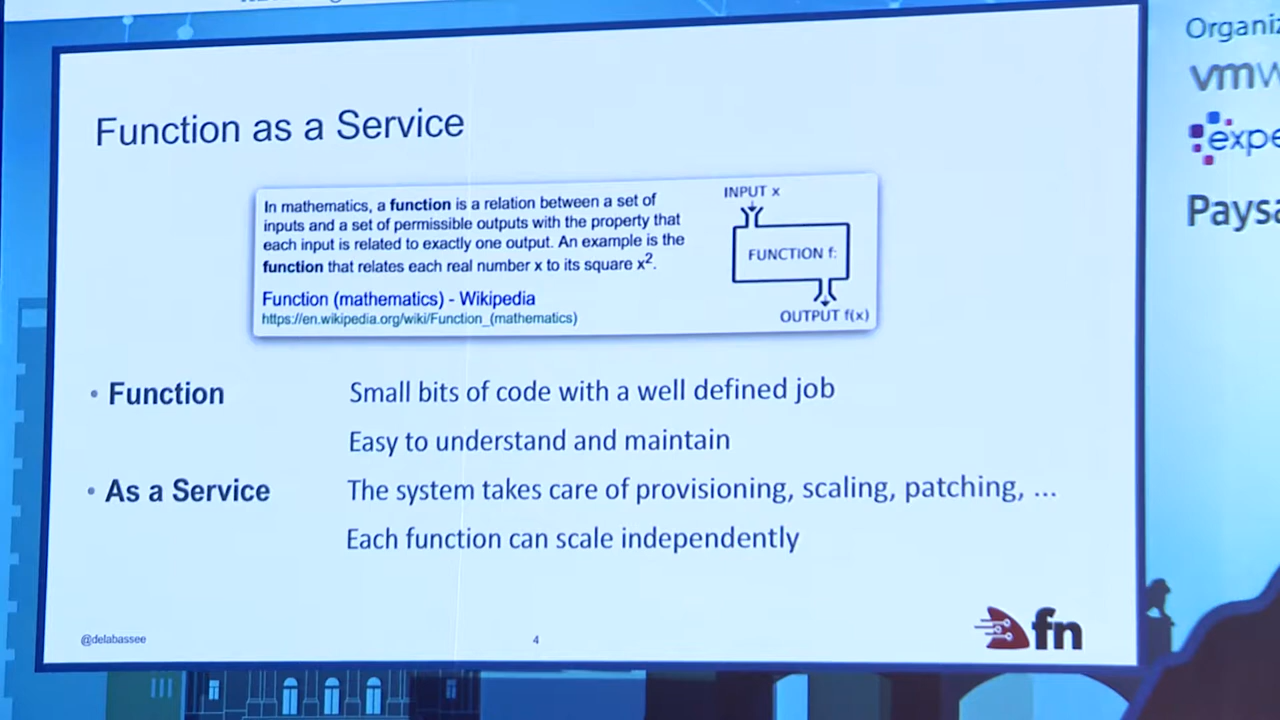 Function as a Service
In mathematics, a function is a relation between a set of
inputs and a set of permissible outputs with the property that
each input is related to exactly one output. An example is the
function that relates each real number x to its square x².
Function (mathematics) - Wikipedia
https://en.wikipedia.org/wiki/Function_(mathematics)
INPUT x
FUNCTION f:
OUTPUT f(x)
• Function
Small bits of code with a well defined job
Easy to understand and maintain
• As a Service
The system takes care of provisioning, scaling, patching, ...
Each function can scale independently
@delabassee
4
fn
Organiz
vmw
expe
Paysa